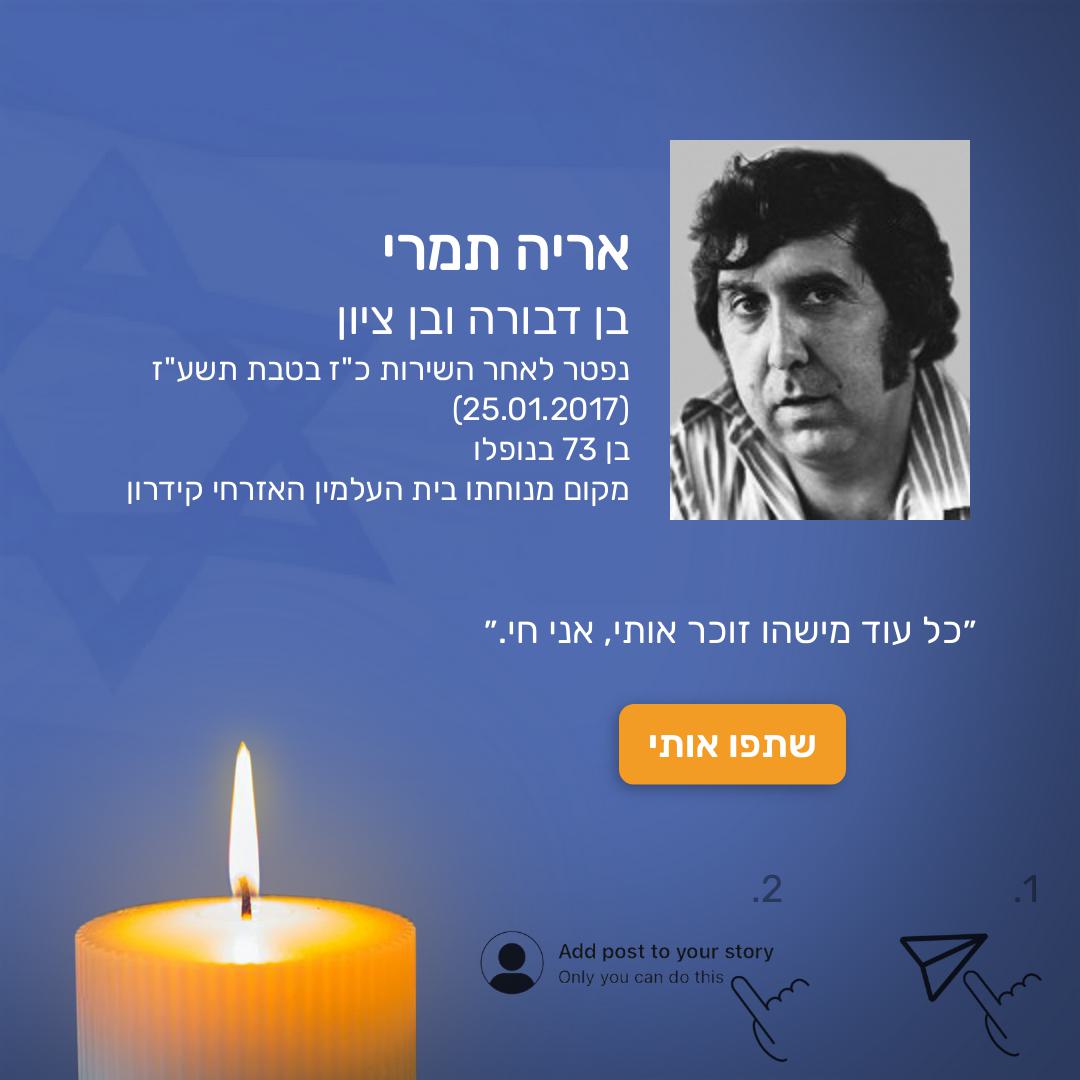 אריה תמרי
בן דבורה ובן ציון
נפטר לאחר השירות כ"ז בטבת תשע"ז
(25.01.2017)
בן 73 בנופלו
מקום מנוחתו בית העלמין האזרחי קידרון
״כל עוד מישהו זוכר אותי, אני חי.״
שתפו אותי
1.
2.
Add post to your story
Only you can do this